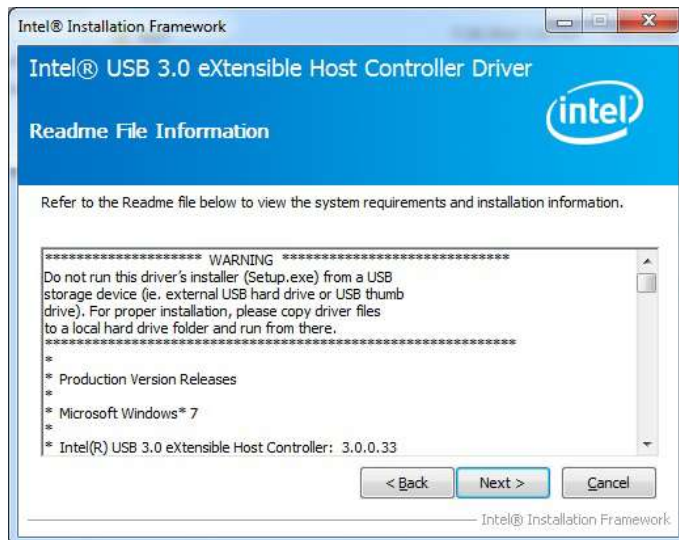 Intel® Installation Framework
Intel® USB 3.0 eXtensible Host Controller Driver
intel
Readme File Information
Refer to the Readme file below to view the system requirements and installation information.
******************** WARNING *****************************
Do not run this driver's installer (Setup.exe) from a USB
storage device (ie. external USB hard drive or USB thumb
drive). For proper installation, please copy driver files
to a local hard drive folder and run from there.
************************************************************
*
* Production Version Releases
*
* Microsoft Windows* 7
*
* Intel(R) USB 3.0 eXtensible Host Controller: 3.0.0.33
< Back Next > Cancel
Intel® Installation Framework